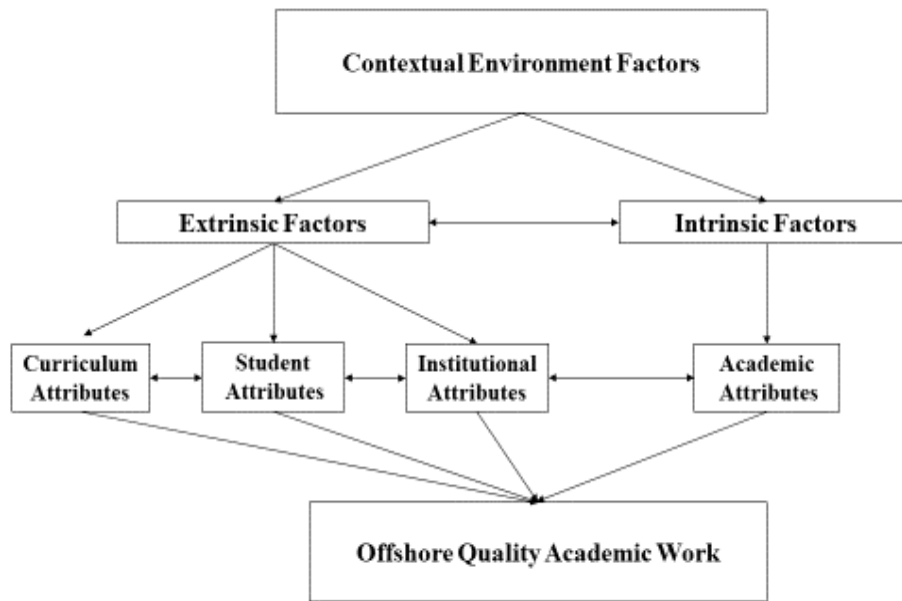 Contextual Environment Factors
Extrinsic Factors
Intrinsic Factors
Curriculum
Attributes
Student
Attributes
Institutional
Attributes
Academic
Attributes
Offshore Quality Academic Work